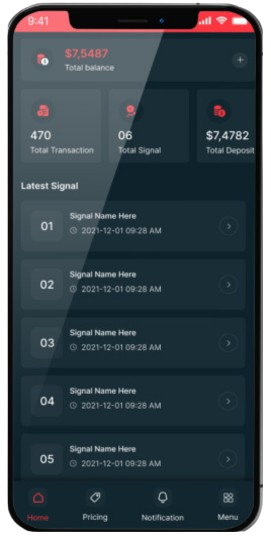 9:41
$7,5487
Total balance
470
Total Transaction
06
Total Signal
$7,4782
Total Deposit
Latest Signal
01
Signal Name Here
2021-12-01 09:28 AM
02
Signal Name Here
2021-12-01 09:28 AM
03
Signal Name Here
2021-12-01 09:28 AM
04
Signal Name Here
2021-12-01 09:28 AM
05
Signal Name Here
2021-12-01 09:28 AM
Home
Pricing
Notification
Menu